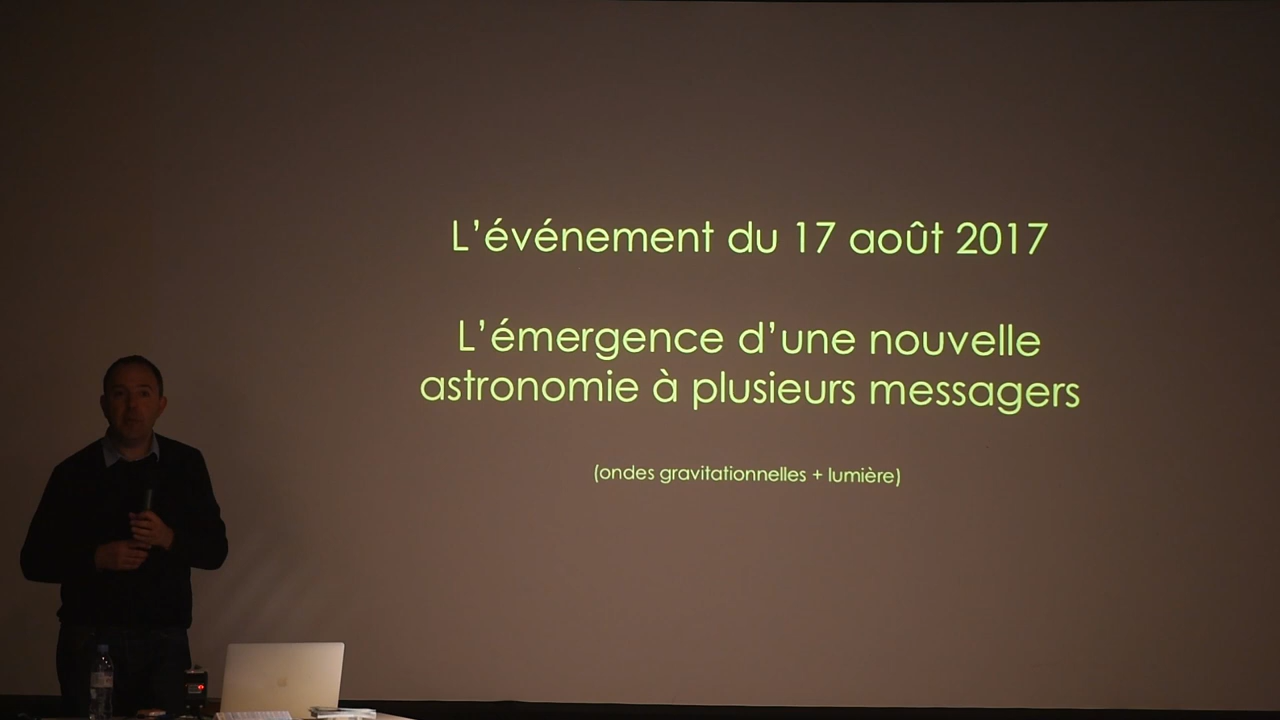 L’événement du 17 août 2017
L’émergence d’une nouvelle
astronomie à plusieurs messagers
(ondes gravitationnelles + lumière)